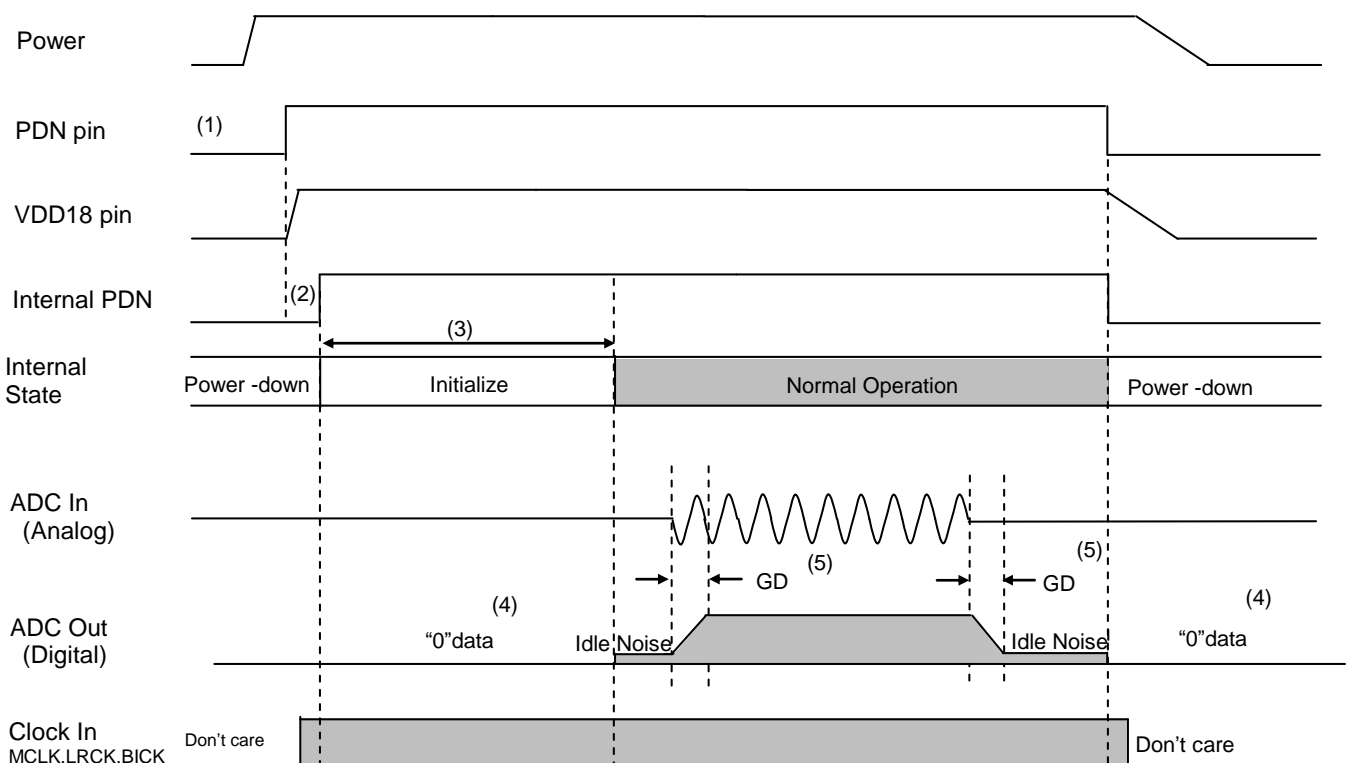 Power
PDN pin
(1)
VDD18 pin
Internal PDN
(2)
(3)
Internal
State
Power -down
Initialize
Normal Operation
Power -down
ADC In
(Analog)
(5)
(5)
GD
GD
ADC Out
(Digital)
(4)
"0"data
Idle Noise
Idle Noise
(4)
"0"data
Clock In
MCLK,LRCK,BICK
Don't care
Don't care